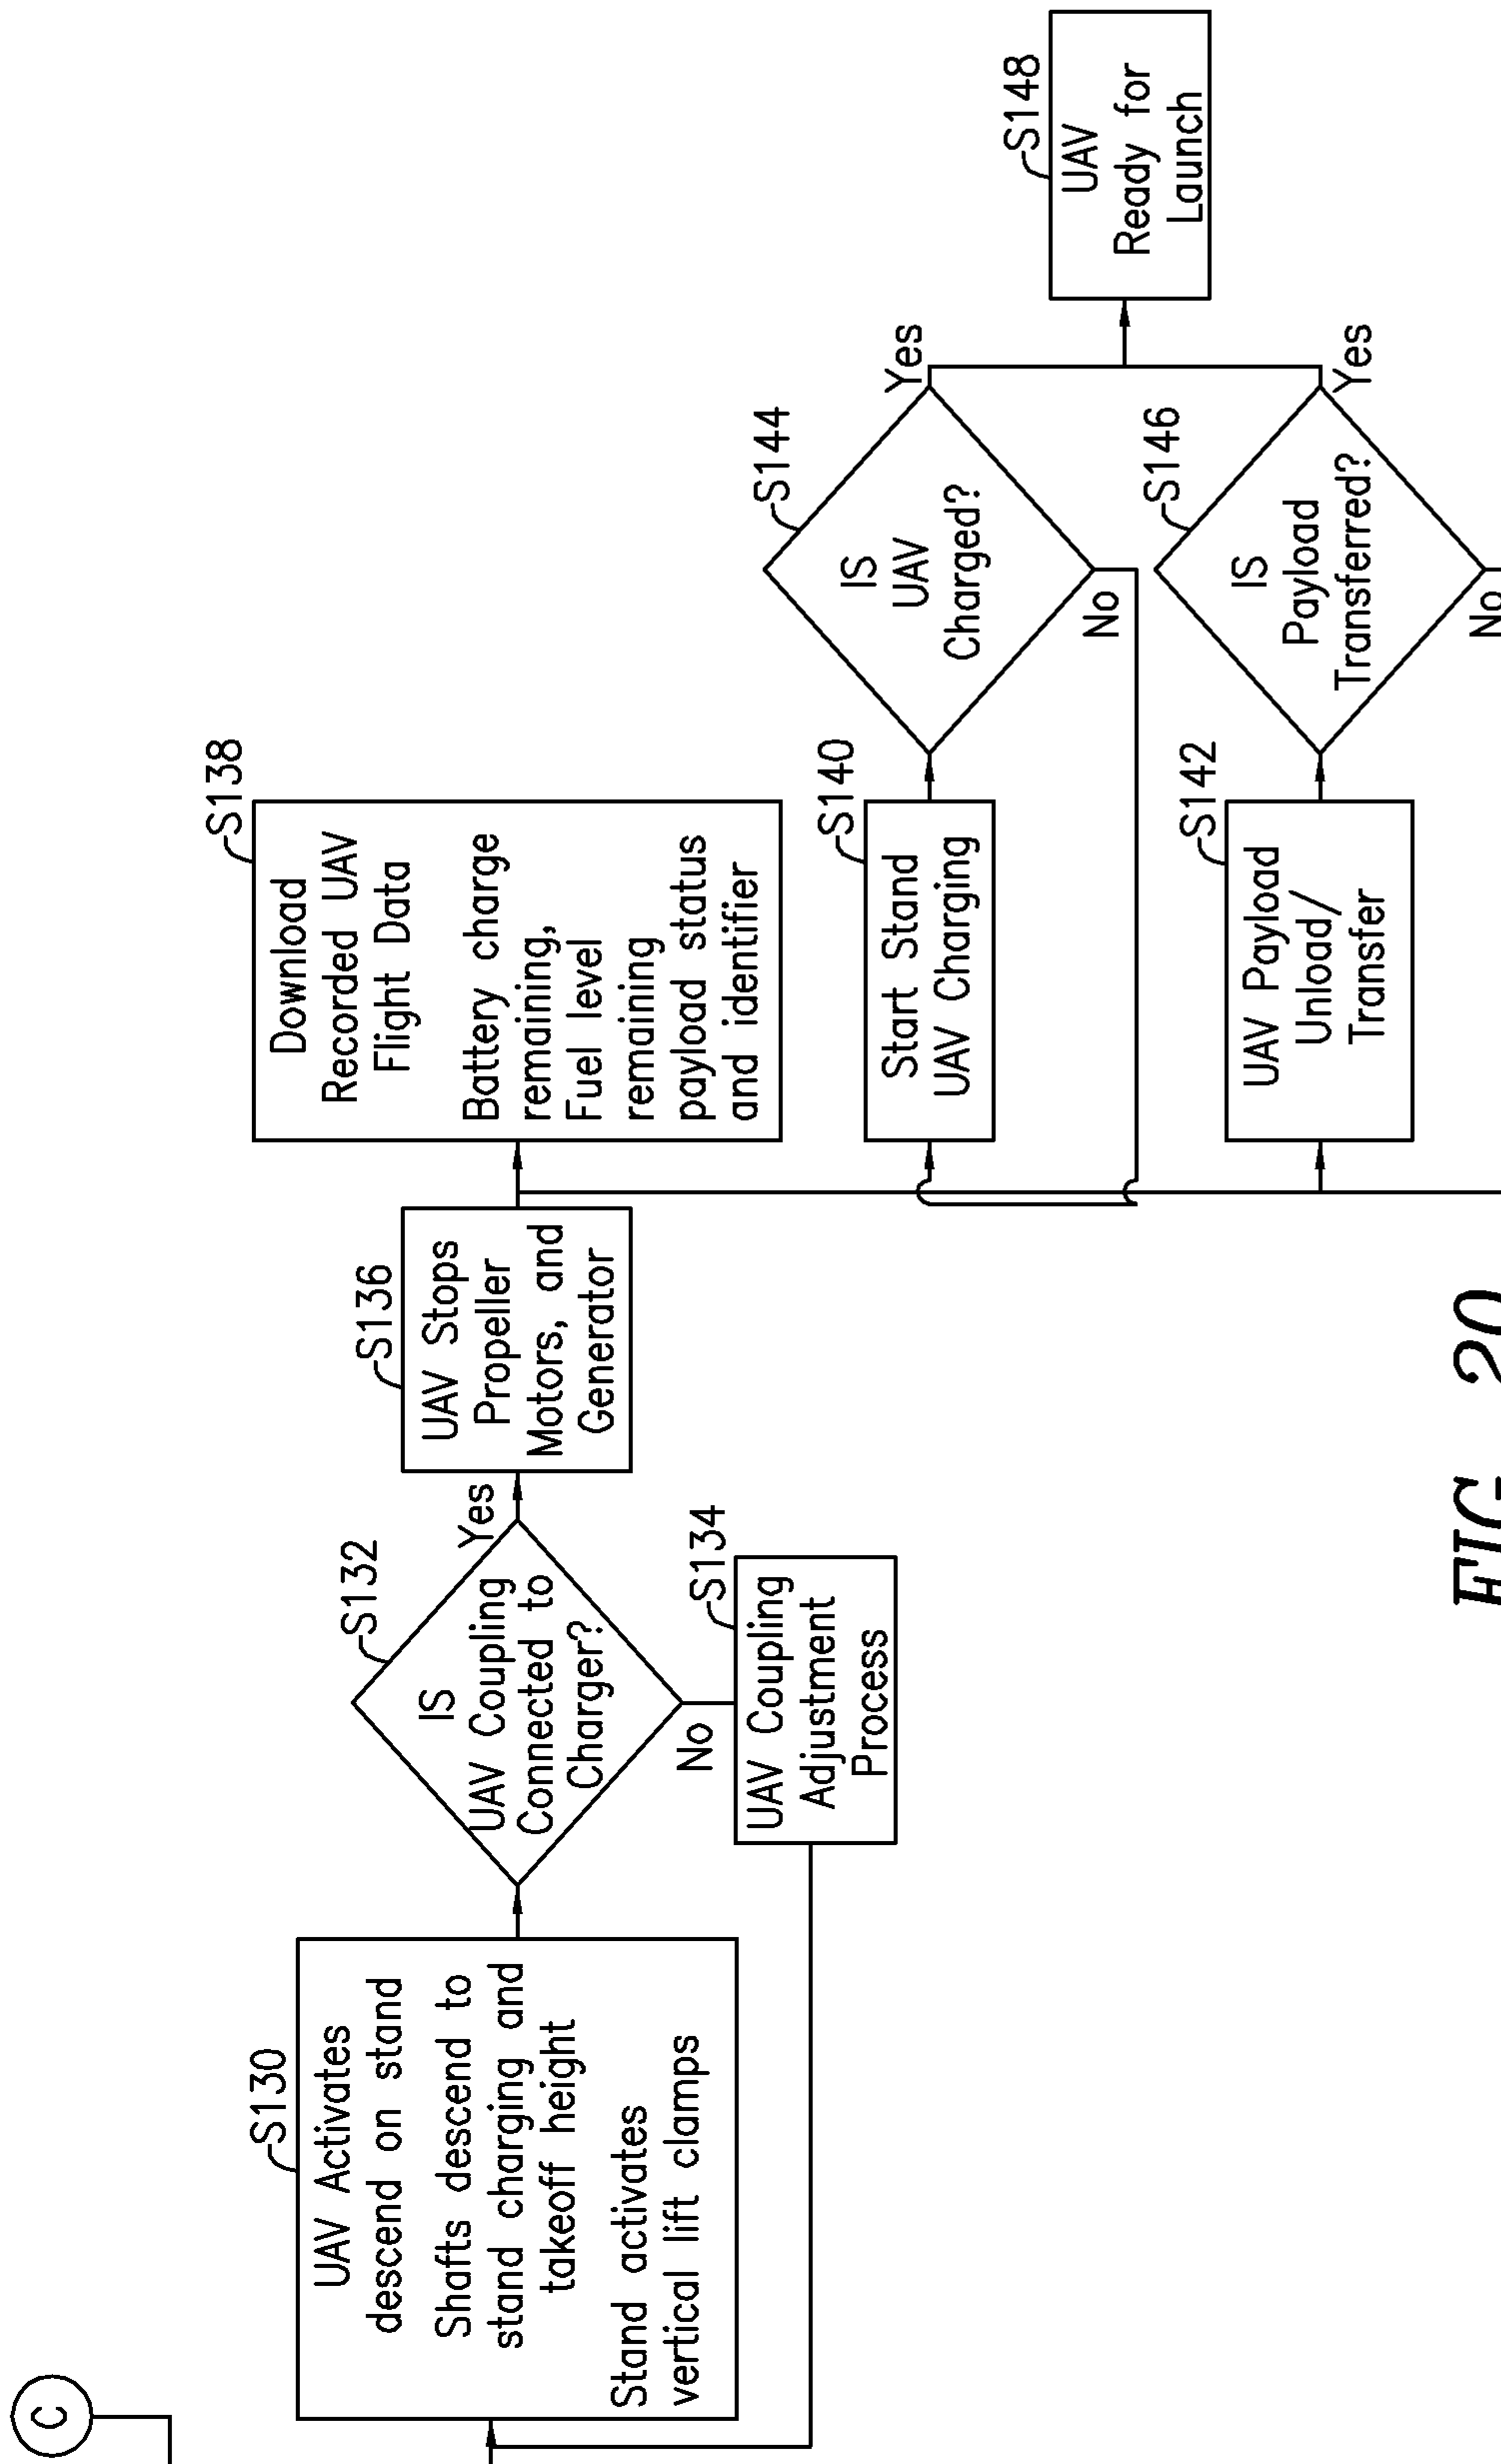 C
S130
UAV Activates
descend on stand
Shafts descend to
stand charging and
takeoff height
Stand activates
vertical lift clamps
S132
IS
UAV Coupling
Connected to
Charger?
Yes
No
S134
UAV Coupling
Adjustment
Process
S136
UAV Stops
Propeller
Motors, and
Generator
S138
Download
Recorded UAV
Flight Data
Battery charge
remaining,
Fuel level
remaining
payload status
and identifier
S140
Start Stand
UAV Charging
S144
IS
UAV
Charged?
Yes
No
S142
UAV Payload
Unload/
Transfer
S146
IS
Payload
Transferred?
Yes
No
S148
UAV
Ready for
Launch
FIG. 20